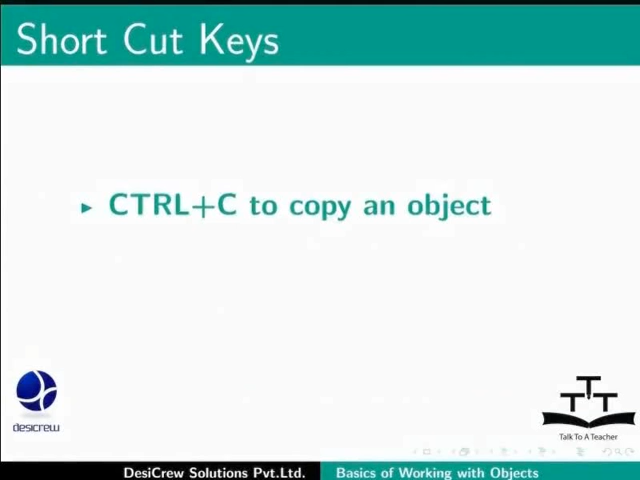 Short Cut Keys
▶ CTRL+C to copy an object
desicrew
T T T
Talk To A Teacher
DesiCrew Solutions Pvt.Ltd. Basics of Working with Objects